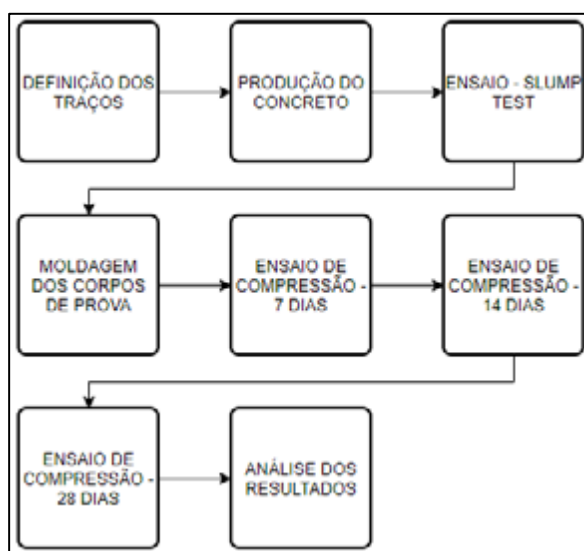 DEFINIÇÃO DOS
TRAÇOS
PRODUÇÃO DO
CONCRETO
ENSAIO - SLUMP
TEST
MOLDAGEM
DOS CORPOS
DE PROVA
ENSAIO DE
COMPRESSÃO -
7 DIAS
ENSAIO DE
COMPRESSÃO -
14 DIAS
ENSAIO DE
COMPRESSÃO -
28 DIAS
ANÁLISE DOS
RESULTADOS